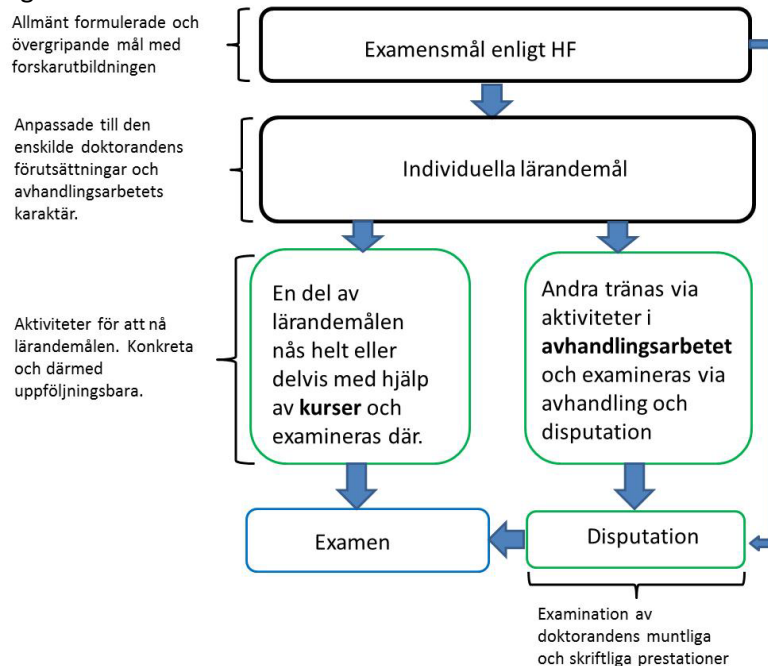 Allmänt formulerade och
övergripande mål med
forskarutbildningen
Examensmål enligt HF
Anpassade till den
enskilde doktorandens
förutsättningar och
avhandlingsarbetets
karaktär.
Individuella lärandemål
Aktiviteter för att nå
lärandemålen. Konkreta
och därmed
uppföljningsbara.
En del av
lärandemålen
nås helt eller
delvis med hjälp
av kurser och
examineras där.
Andra tränas via
aktiviteter i
avhandlingsarbetet
och examineras via
avhandling och
disputation
Examen
Disputation
Examination av
doktorandens muntliga
och skriftliga prestationer